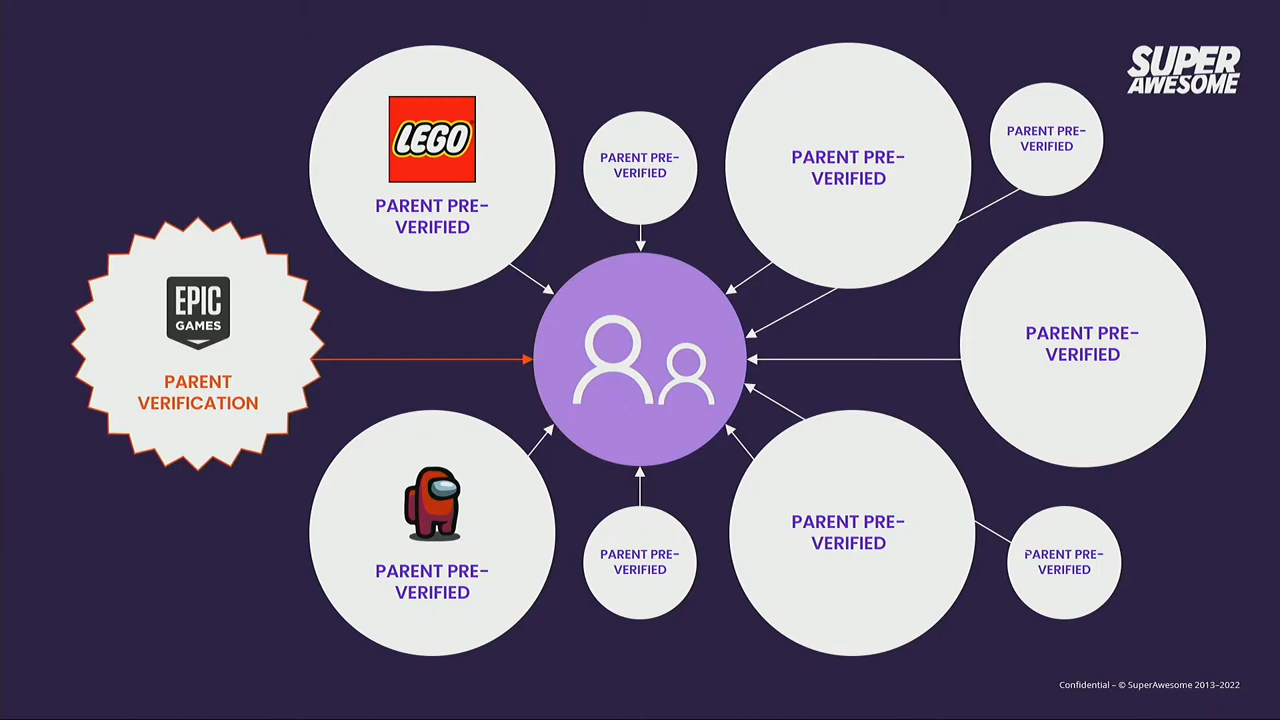 SUPER
AWESOME
LEGO
PARENT PRE-
VERIFIED
PARENT PRE-
VERIFIED
PARENT PRE-
VERIFIED
PARENT PRE-
VERIFIED
EPIC
GAMES
PARENT
VERIFICATION
PARENT PRE-
VERIFIED
PARENT PRE-
VERIFIED
PARENT PRE-
VERIFIED
PARENT PRE-
VERIFIED
PARENT PRE-
VERIFIED
Confidential – © SuperAwesome 2013–2022